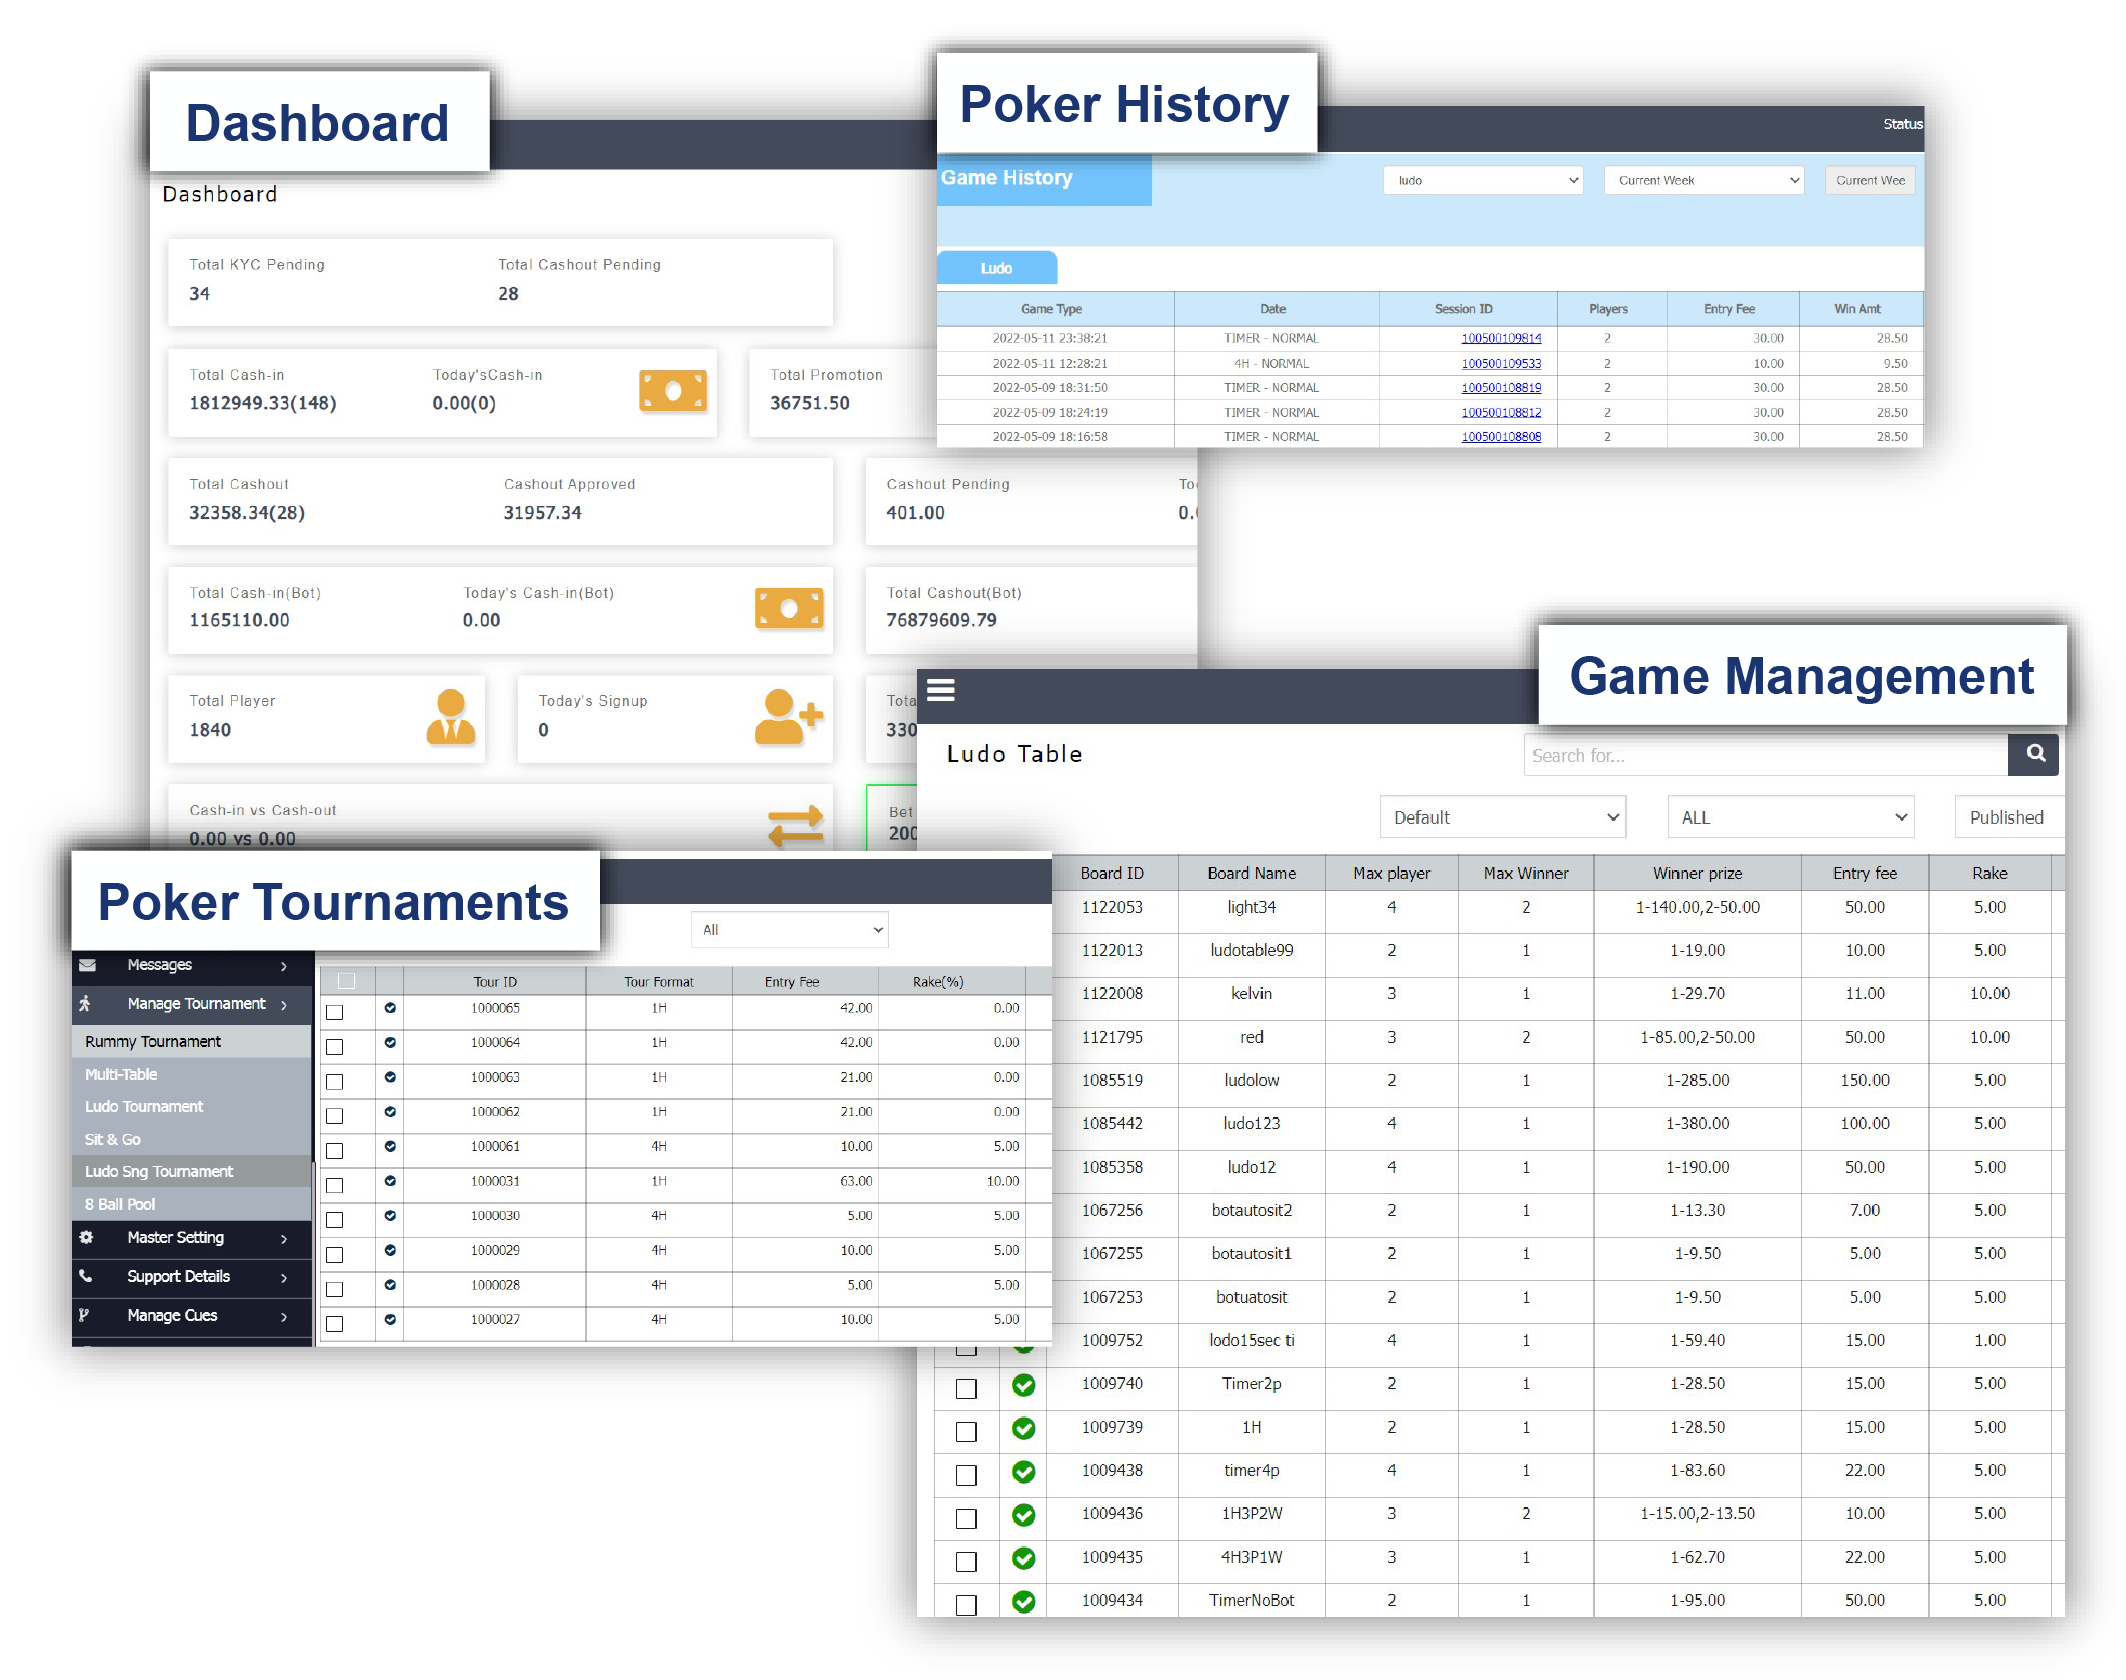 Dashboard
Dashboard
Total KYC Pending Total Cashout Pending
34 28
Total Cash-in Today'sCash-in Total Promotion
1812949.33(148) 0.00(0) 36751.50
Total Cashout Cashout Approved Cashout Pending
32358.34(28) 31957.34 401.00
Total Cash-in(Bot) Today's Cash-in(Bot) Total Cashout(Bot)
1165110.00 0.00 76879609.79
Total Player Today's Signup Tota
1840 0 330
Cash-in vs Cash-out Bet
0.00 vs 0.00 200
Poker History
Status
Game History ludo Current Week Current Wee
Ludo
Game Type Date Session ID Players Entry Fee Win Amt
2022-05-11 23:38:21 TIMER - NORMAL 100500109814 2 30.00 28.50
2022-05-11 12:28:21 4H - NORMAL 100500109533 2 10.00 9.50
2022-05-09 18:31:50 TIMER - NORMAL 100500108819 2 30.00 28.50
2022-05-09 18:24:19 TIMER - NORMAL 100500108812 2 30.00 28.50
2022-05-09 18:16:58 TIMER - NORMAL 100500108808 2 30.00 28.50
Game Management
Ludo Table Search for...
Default ALL Published
Board ID Board Name Max player Max Winner Winner prize Entry fee Rake
1122053 light34 4 2 1-140.00,2-50.00 50.00 5.00
1122013 ludotable99 2 1 1-19.00 10.00 5.00
1122008 kelvin 3 1 1-29.70 11.00 10.00
1121795 red 3 2 1-85.00,2-50.00 50.00 10.00
1085519 ludolow 2 1 1-285.00 150.00 5.00
1085442 ludo123 4 1 1-380.00 100.00 5.00
1085358 ludo12 4 1 1-190.00 50.00 5.00
1067256 botautosit2 2 1 1-13.30 7.00 5.00
1067255 botautosit1 2 1 1-9.50 5.00 5.00
1067253 botuatosit 2 1 1-9.50 5.00 5.00
1009752 lodo15sec ti 4 1 1-59.40 15.00 1.00
1009740 Timer2p 2 1 1-28.50 15.00 5.00
1009739 1H 2 1 1-28.50 15.00 5.00
1009438 timer4p 4 1 1-83.60 22.00 5.00
1009436 1H3P2W 3 2 1-15.00,2-13.50 10.00 5.00
1009435 4H3P1W 3 1 1-62.70 22.00 5.00
1009434 TimerNoBot 2 1 1-95.00 50.00 5.00
Poker Tournaments
All
Messages
Manage Tournament
Rummy Tournament
Multi-Table
Ludo Tournament
Sit & Go
Ludo Sng Tournament
8 Ball Pool
Master Setting
Support Details
Manage Cues
Tour ID Tour Format Entry Fee Rake(%)
1000065 1H 42.00 0.00
1000064 1H 42.00 0.00
1000063 1H 21.00 0.00
1000062 1H 21.00 0.00
1000061 4H 10.00 5.00
1000031 1H 63.00 10.00
1000030 4H 5.00 5.00
1000029 4H 10.00 5.00
1000028 4H 5.00 5.00
1000027 4H 10.00 5.00